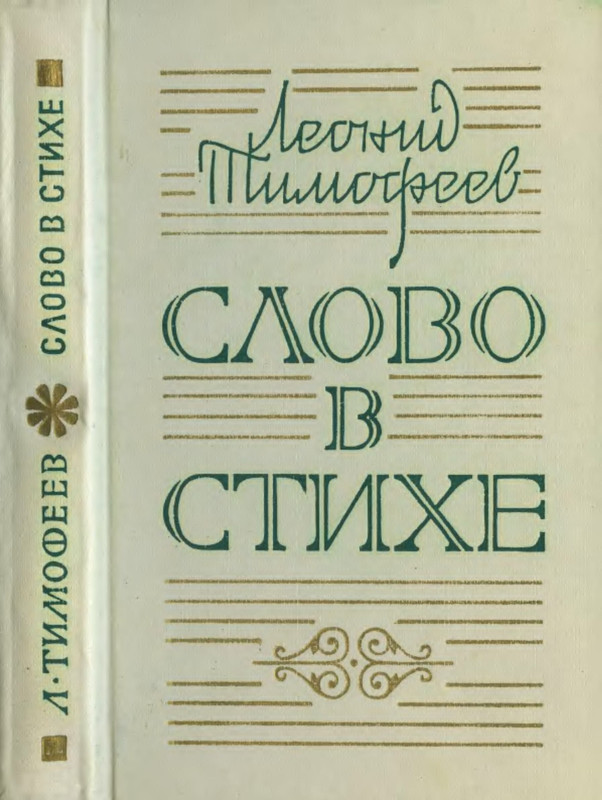 Леонид
Тимофеев
СЛОВО
В
СТИХЕ
Л·ТИМОФЕЕВ СЛОВО В СТИХЕ